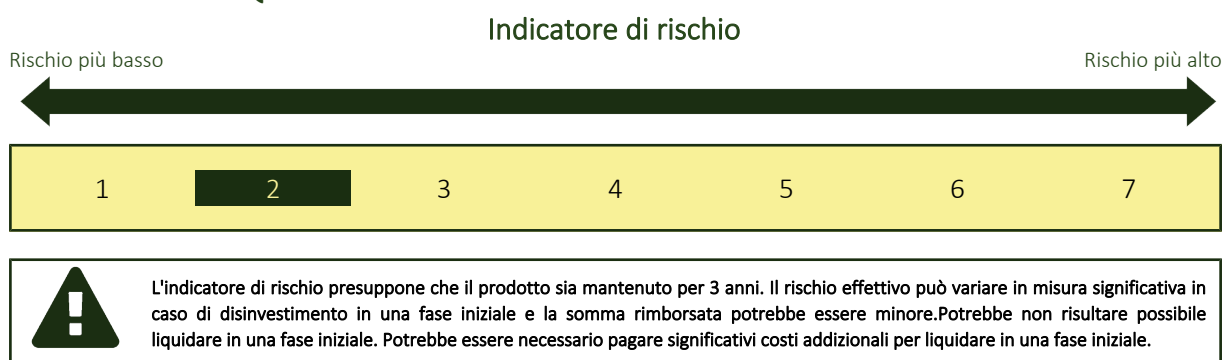 Indicatore di rischio
Rischio più basso
Rischio più alto
1 2 3 4 5 6 7
L'indicatore di rischio presuppone che il prodotto sia mantenuto per 3 anni. Il rischio effettivo può variare in misura significativa in
caso di disinvestimento in una fase iniziale e la somma rimborsata potrebbe essere minore.Potrebbe non risultare possibile
liquidare in una fase iniziale. Potrebbe essere necessario pagare significativi costi addizionali per liquidare in una fase iniziale.